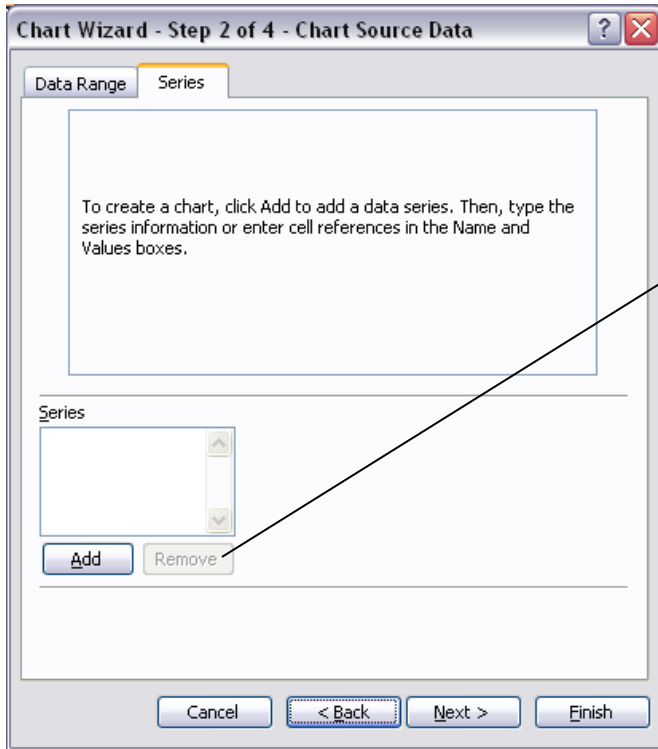 Chart Wizard - Step 2 of 4 - Chart Source Data
Data Range Series
To create a chart, click Add to add a data series. Then, type the
series information or enter cell references in the Name and
Values boxes.
Series
Add Remove
Cancel < Back Next > Finish